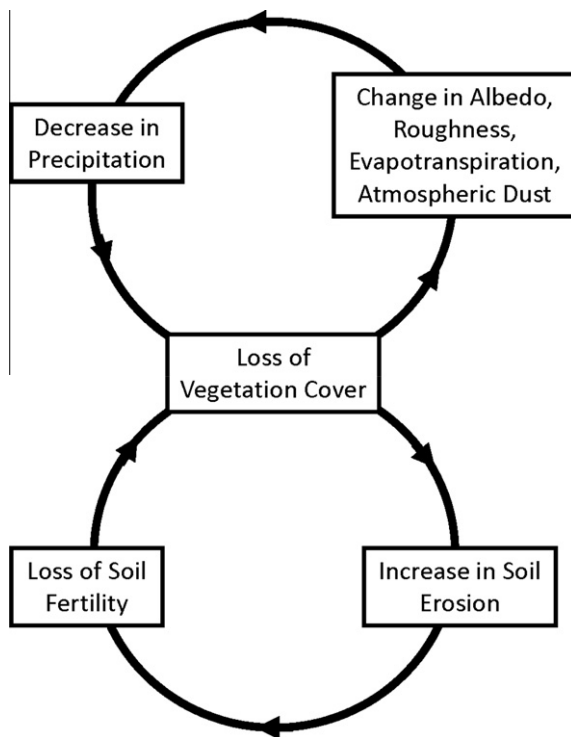 Decrease in
Precipitation
Change in Albedo,
Roughness,
Evapotranspiration,
Atmospheric Dust
Loss of
Vegetation Cover
Loss of Soil
Fertility
Increase in Soil
Erosion